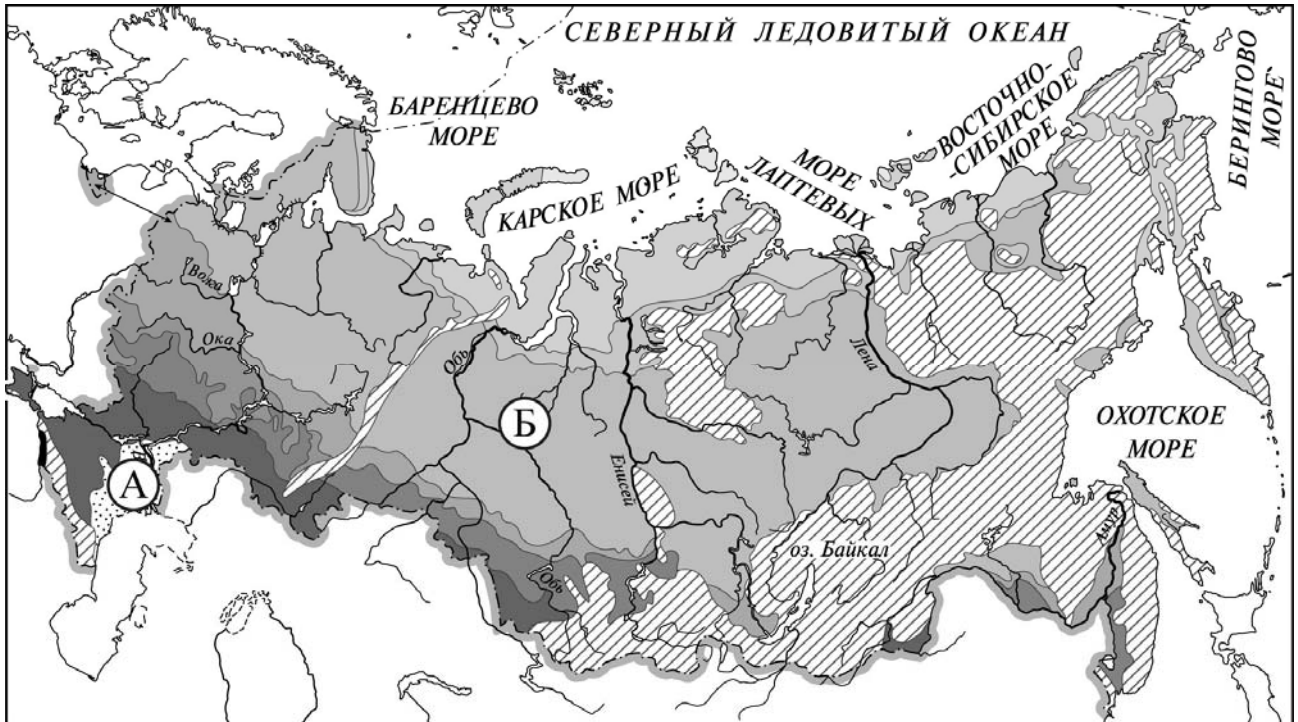 СЕВЕРНЫЙ ЛЕДОВИТЫЙ ОКЕАН
БАРЕНЦЕВО
МОРЕ
КАРСКОЕ МОРЕ
МОРЕ
ЛАПТЕВЫХ
ВОСТОЧНО-
-СИБИРСКОЕ
МОРЕ
БЕРИНГОВО
МОРЕ
Волга
Ока
Обь
Б
Енисей
Лена
ОХОТСКОЕ
МОРЕ
А
Амур
оз. Байкал
Обь